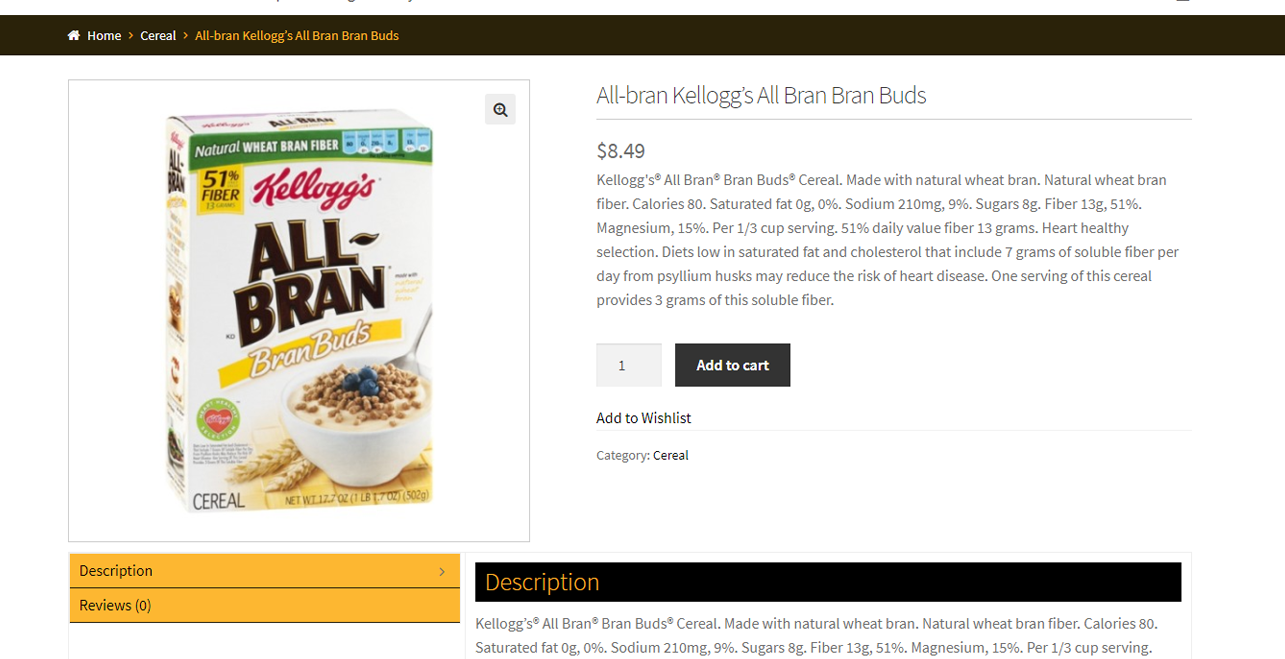 Home > Cereal > All-bran Kellogg's All Bran Bran Buds
ALL-BRAN
Natural WHEAT BRAN FIBER
51%
FIBER
13 GRAMS
Kellogg's
ALL-
BRAN
made with
natural
wheat
bran
KD
Bran Buds
CEREAL
NET WT. 17.7 OZ (1 LB 1.7 OZ) (502g)
All-bran Kellogg's All Bran Bran Buds
$8.49
Kellogg's® All Bran® Bran Buds® Cereal. Made with natural wheat bran. Natural wheat bran
fiber. Calories 80. Saturated fat 0g, 0%. Sodium 210mg, 9%. Sugars 8g. Fiber 13g, 51%.
Magnesium, 15%. Per 1/3 cup serving. 51% daily value fiber 13 grams. Heart healthy
selection. Diets low in saturated fat and cholesterol that include 7 grams of soluble fiber per
day from psyllium husks may reduce the risk of heart disease. One serving of this cereal
provides 3 grams of this soluble fiber.
1
Add to cart
Add to Wishlist
Category: Cereal
Description
Reviews (0)
Description
Kellogg's® All Bran® Bran Buds® Cereal. Made with natural wheat bran. Natural wheat bran fiber. Calories 80.
Saturated fat 0g, 0%. Sodium 210mg, 9%. Sugars 8g. Fiber 13g, 51%. Magnesium, 15%. Per 1/3 cup serving.